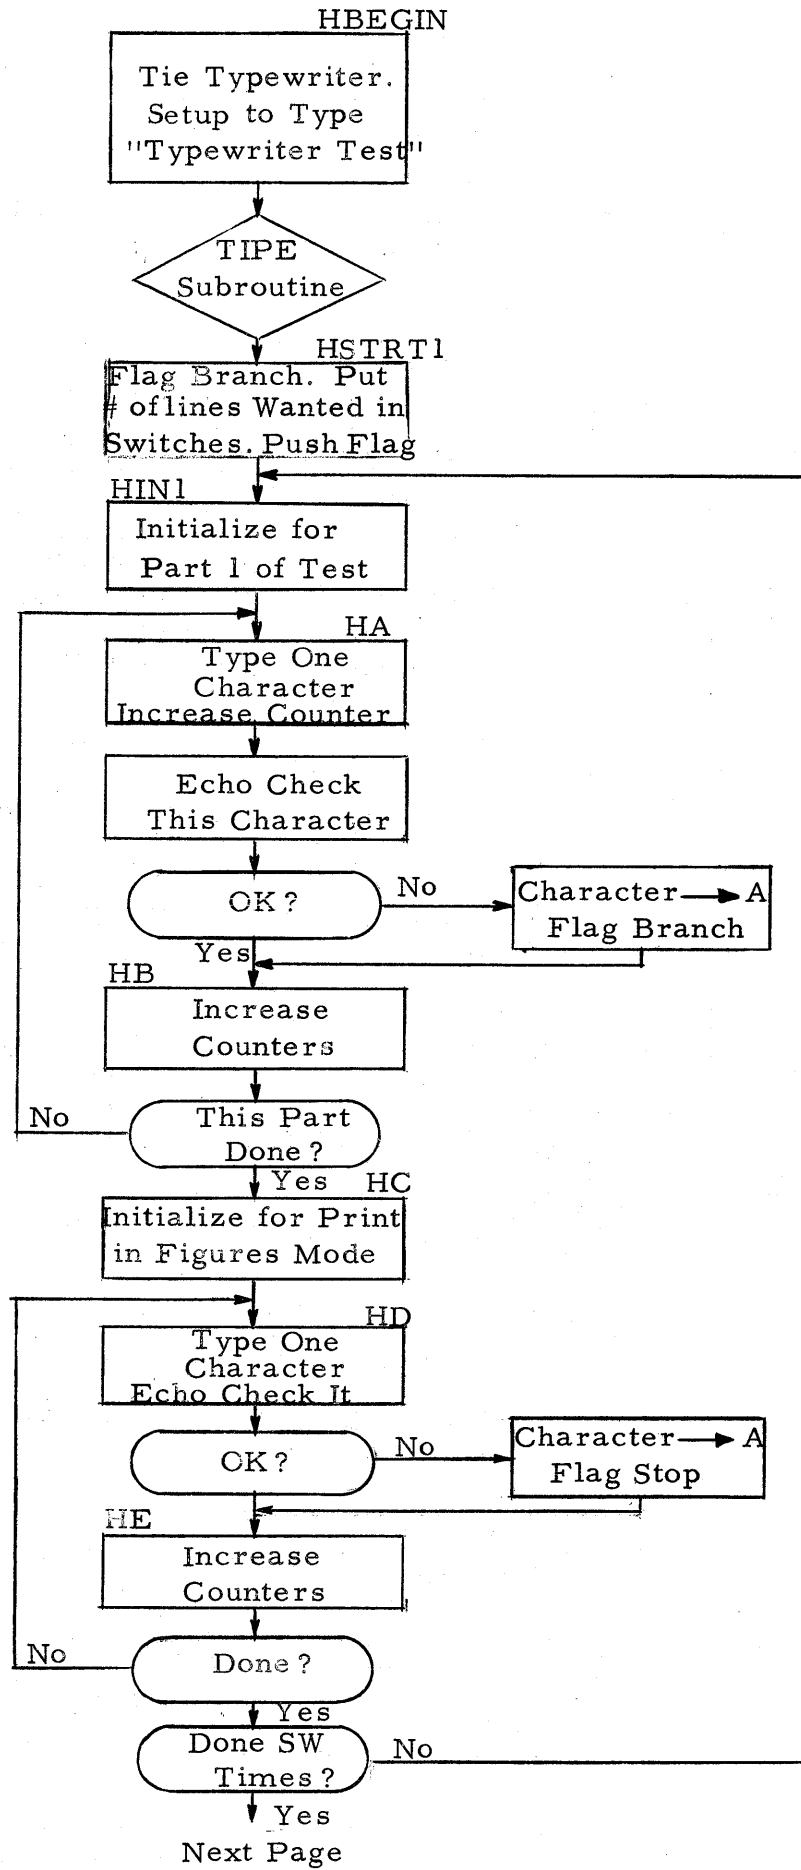 HBEGIN
Tie Typewriter.
Setup to Type
"Typewriter Test"
TIPE
Subroutine
HSTRT1
Flag Branch. Put
# of lines Wanted in
Switches. Push Flag
HIN1
Initialize for
Part 1 of Test
HA
Type One
Character
Increase Counter
Echo Check
This Character
OK?
No
Character → A
Flag Branch
Yes
HB
Increase
Counters
This Part
Done?
No
Yes
HC
Initialize for Print
in Figures Mode
HD
Type One
Character
Echo Check It
OK?
No
Character → A
Flag Stop
HE
Increase
Counters
Done?
No
Yes
Done SW
Times?
No
Yes
Next Page